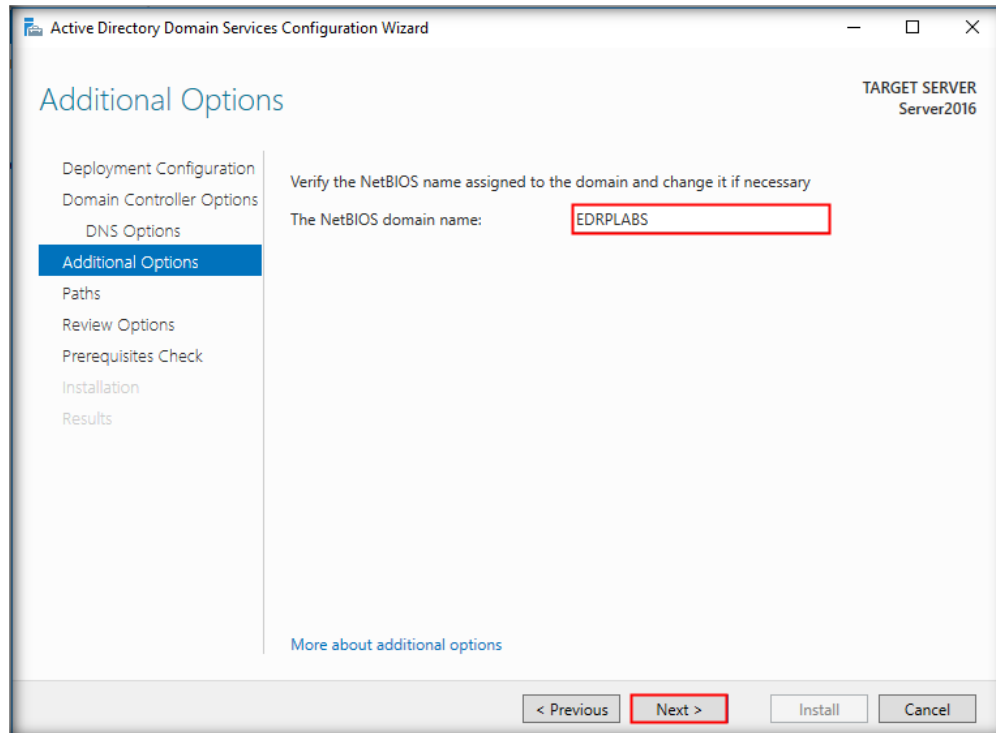 Active Directory Domain Services Configuration Wizard
Additional Options
TARGET SERVER
Server2016
Deployment Configuration
Domain Controller Options
DNS Options
Additional Options
Paths
Review Options
Prerequisites Check
Installation
Results
Verify the NetBIOS name assigned to the domain and change it if necessary
The NetBIOS domain name: EDRPLABS
More about additional options
< Previous Next > Install Cancel